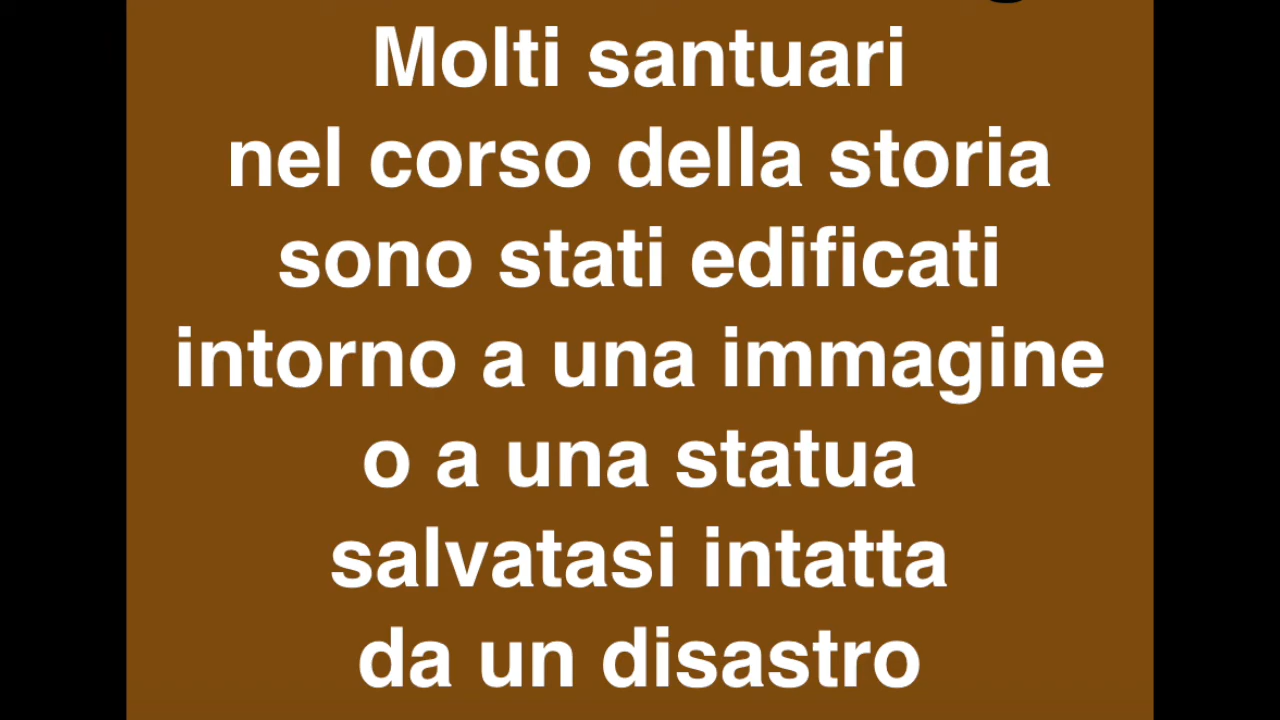 Molti santuari
nel corso della storia
sono stati edificati
intorno a una immagine
o a una statua
salvatasi intatta
da un disastro